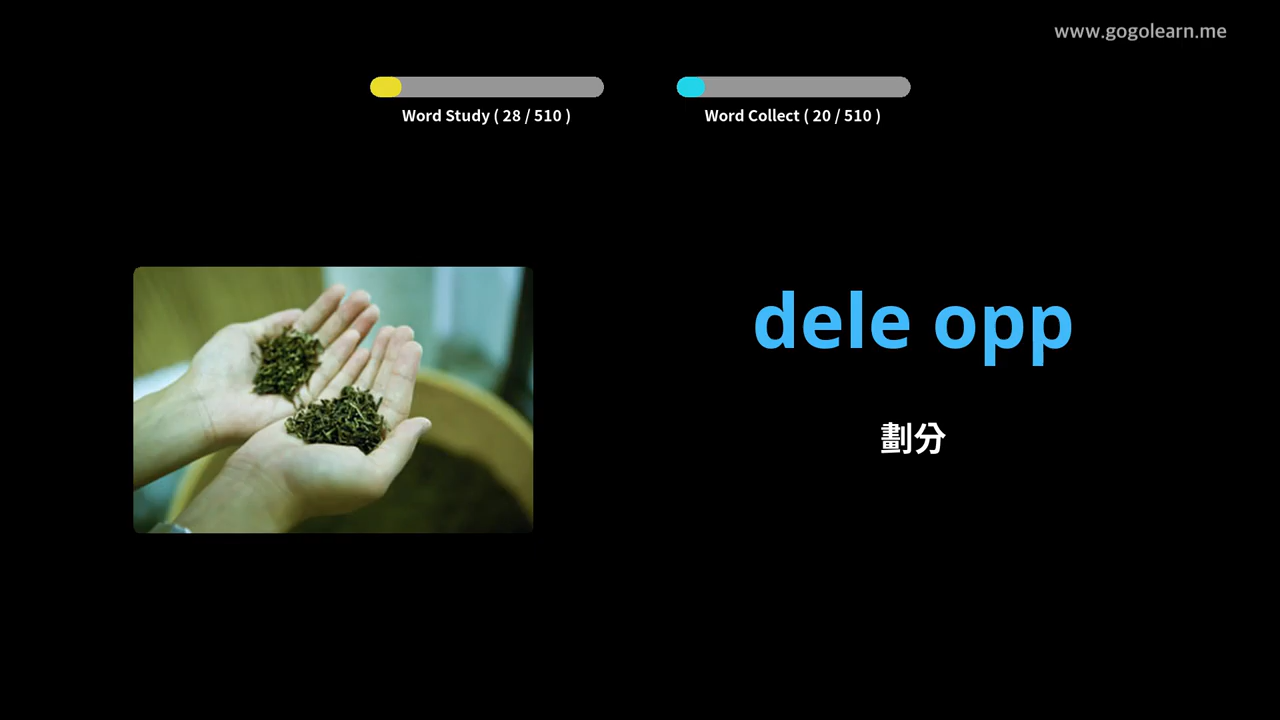 www.gogolearn.me
Word Study ( 28 / 510 )
Word Collect ( 20 / 510 )
dele opp
劃分